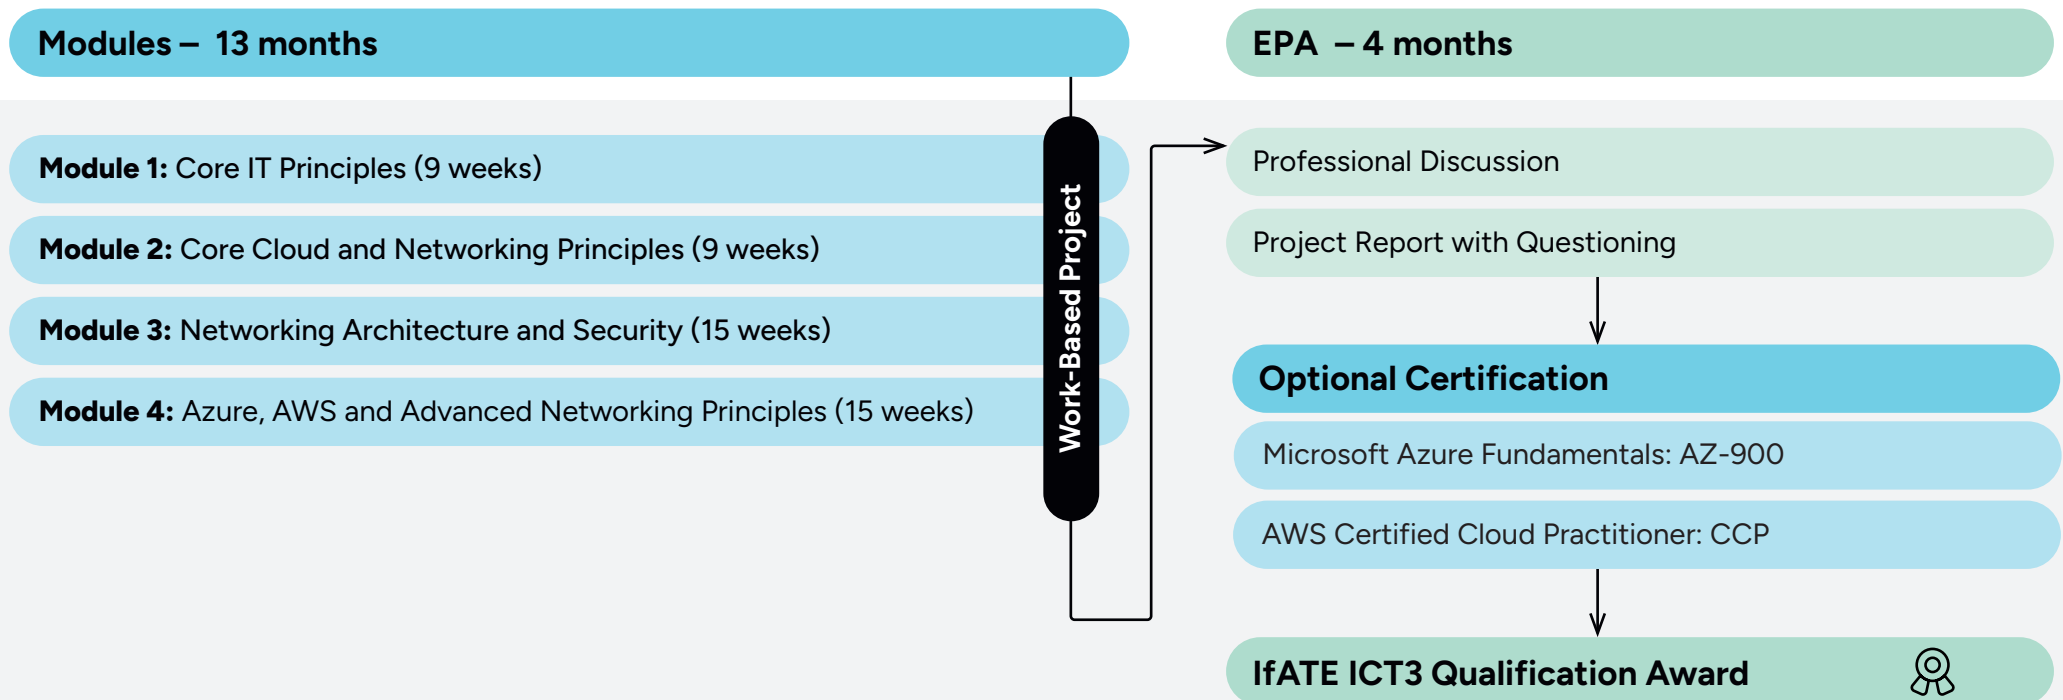 Modules – 13 months
Module 1: Core IT Principles (9 weeks)
Module 2: Core Cloud and Networking Principles (9 weeks)
Module 3: Networking Architecture and Security (15 weeks)
Module 4: Azure, AWS and Advanced Networking Principles (15 weeks)
Work-Based Project
EPA – 4 months
Professional Discussion
Project Report with Questioning
Optional Certification
Microsoft Azure Fundamentals: AZ-900
AWS Certified Cloud Practitioner: CCP
IfATE ICT3 Qualification Award